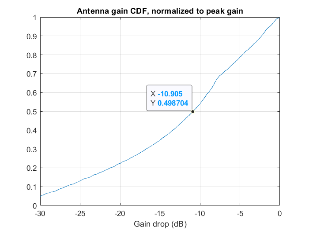 Antenna gain CDF, normalized to peak gain
1
0.9
0.8
0.7
0.6
0.5
0.4
0.3
0.2
0.1
0
X -10.905
Y 0.498704
-30 -25 -20 -15 -10 -5 0
Gain drop (dB)